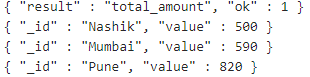 { "result" : "total_amount", "ok" : 1 }
{ "_id" : "Nashik", "value" : 500 }
{ "_id" : "Mumbai", "value" : 590 }
{ "_id" : "Pune", "value" : 820 }